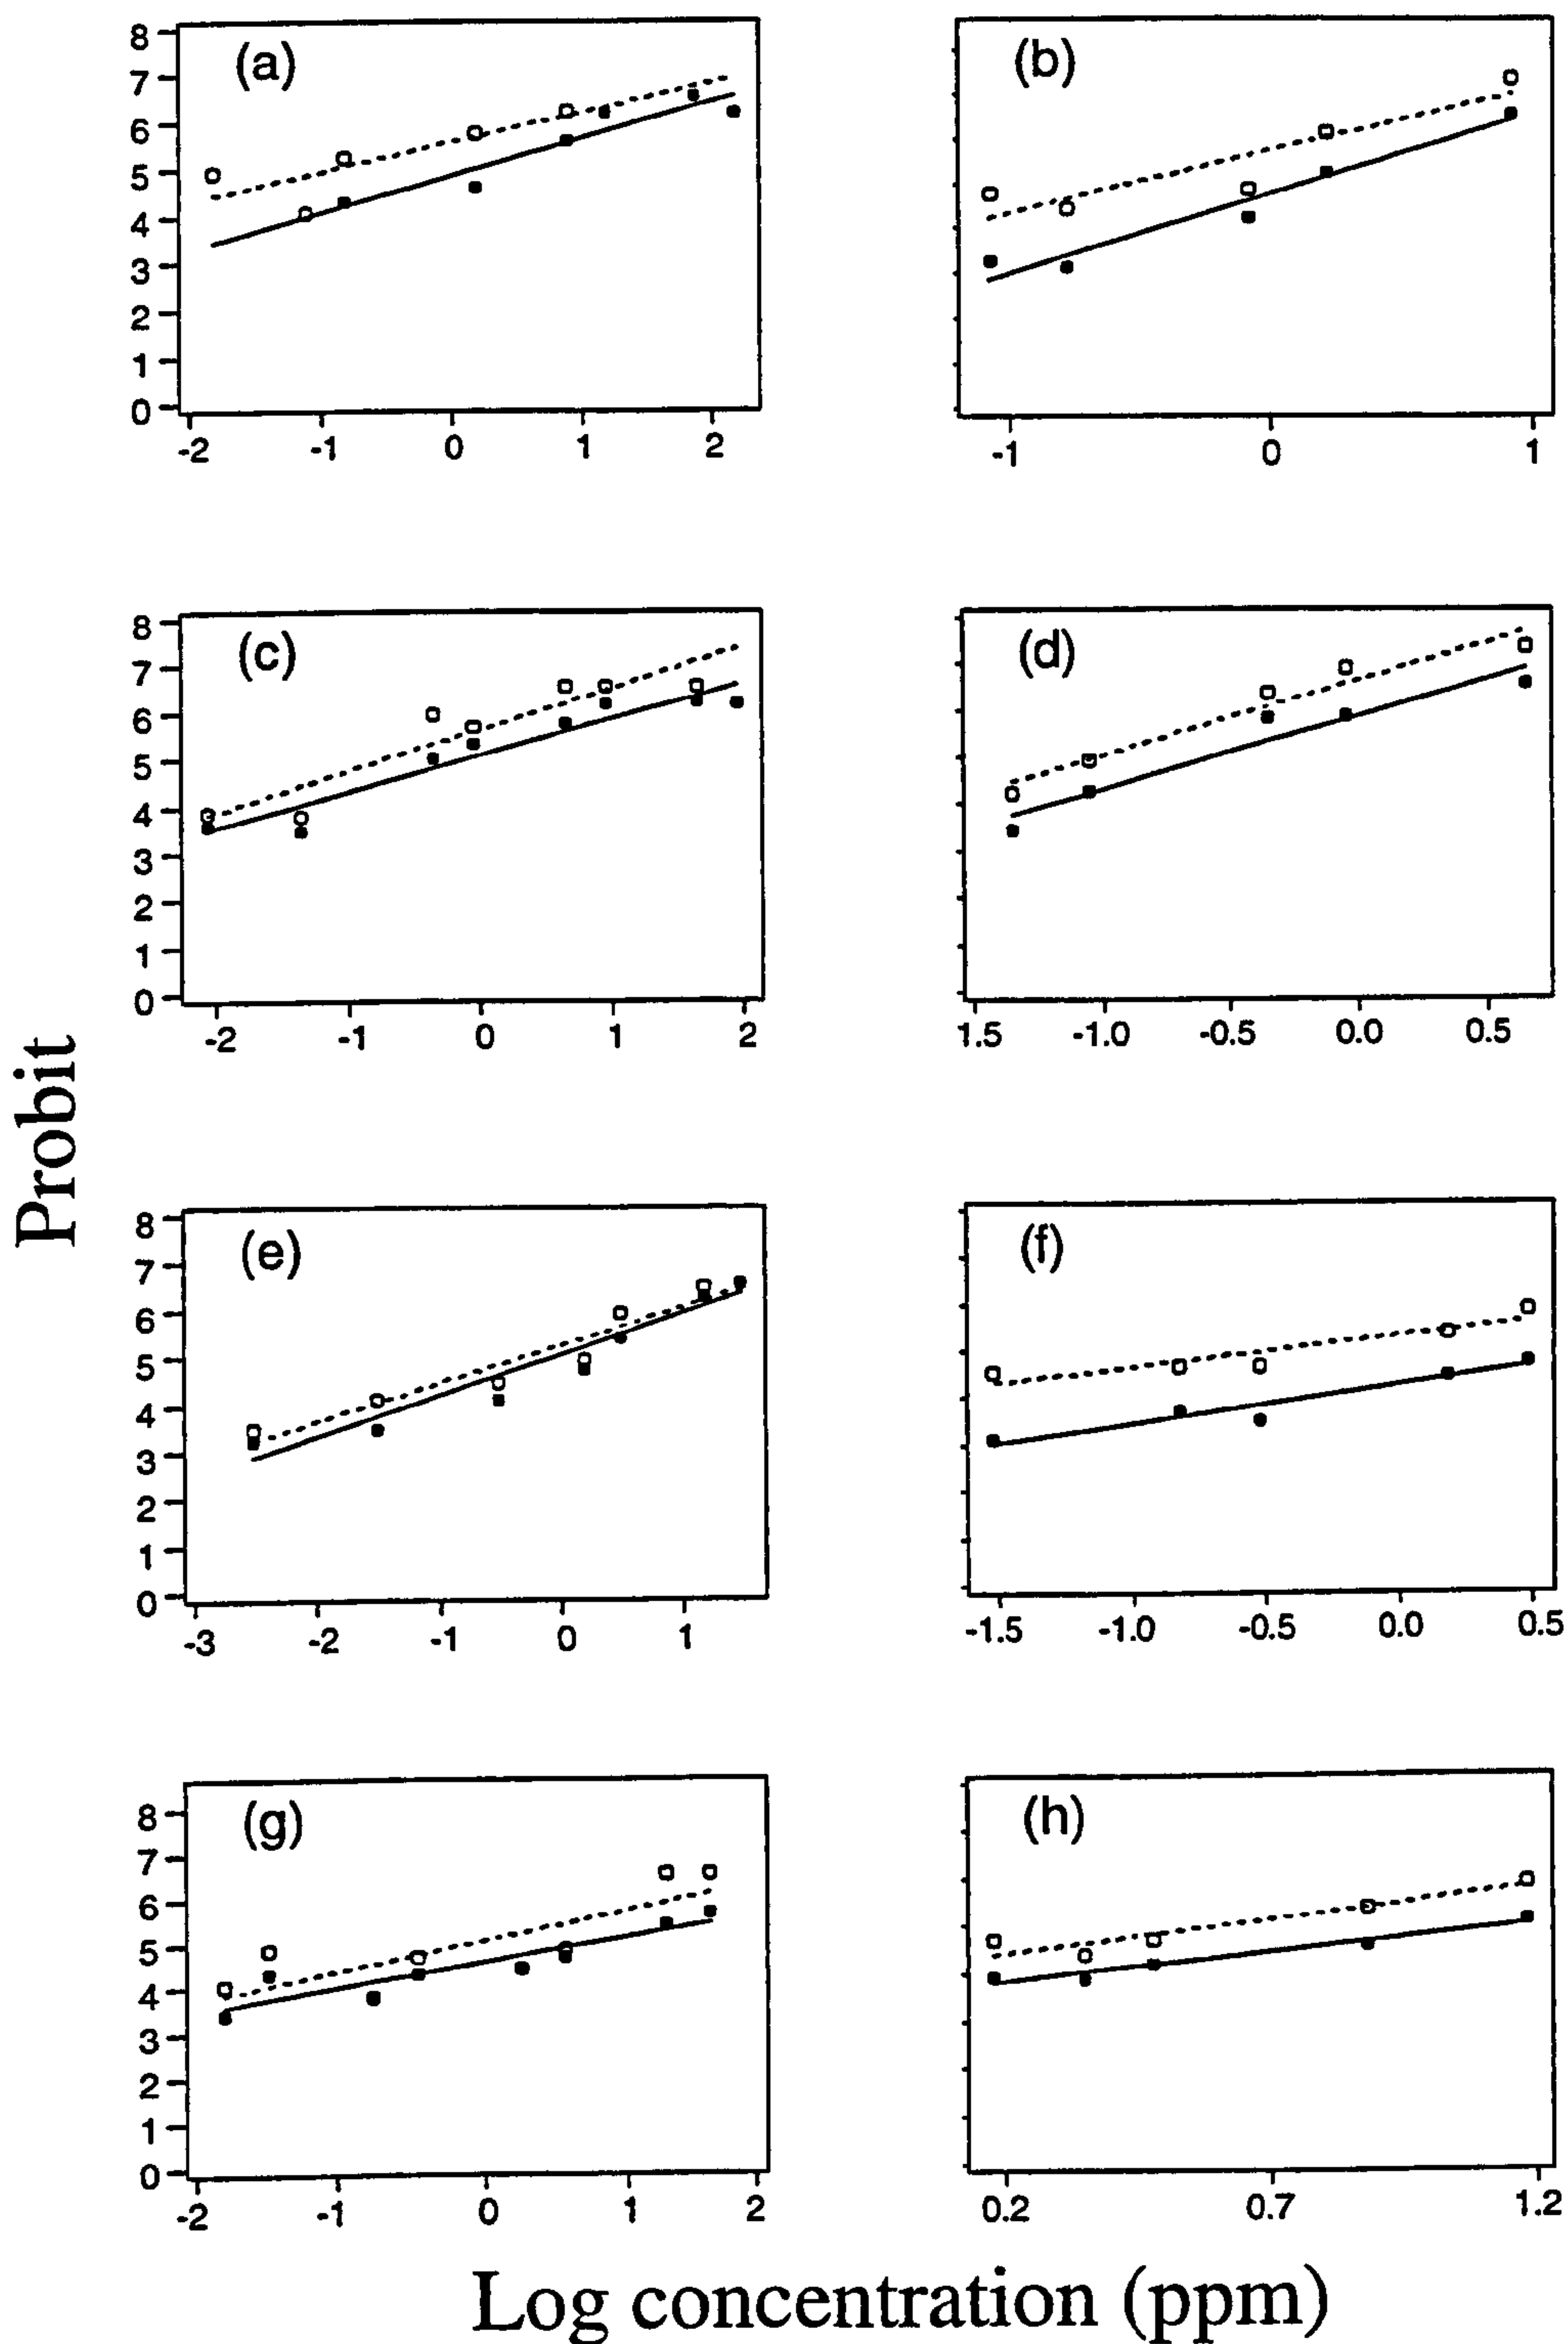 (a)
8
7
6
5
4
3
2
1
0
-2 -1 0 1 2
(b)
-1 0 1
(c)
8
7
6
5
4
3
2
1
0
-2 -1 0 1 2
(d)
1.5 -1.0 -0.5 0.0 0.5
Probit
(e)
8
7
6
5
4
3
2
1
0
-3 -2 -1 0 1
(f)
-1.5 -1.0 -0.5 0.0 0.5
(g)
8
7
6
5
4
3
2
1
0
-2 -1 0 1 2
(h)
0.2 0.7 1.2
Log concentration (ppm)